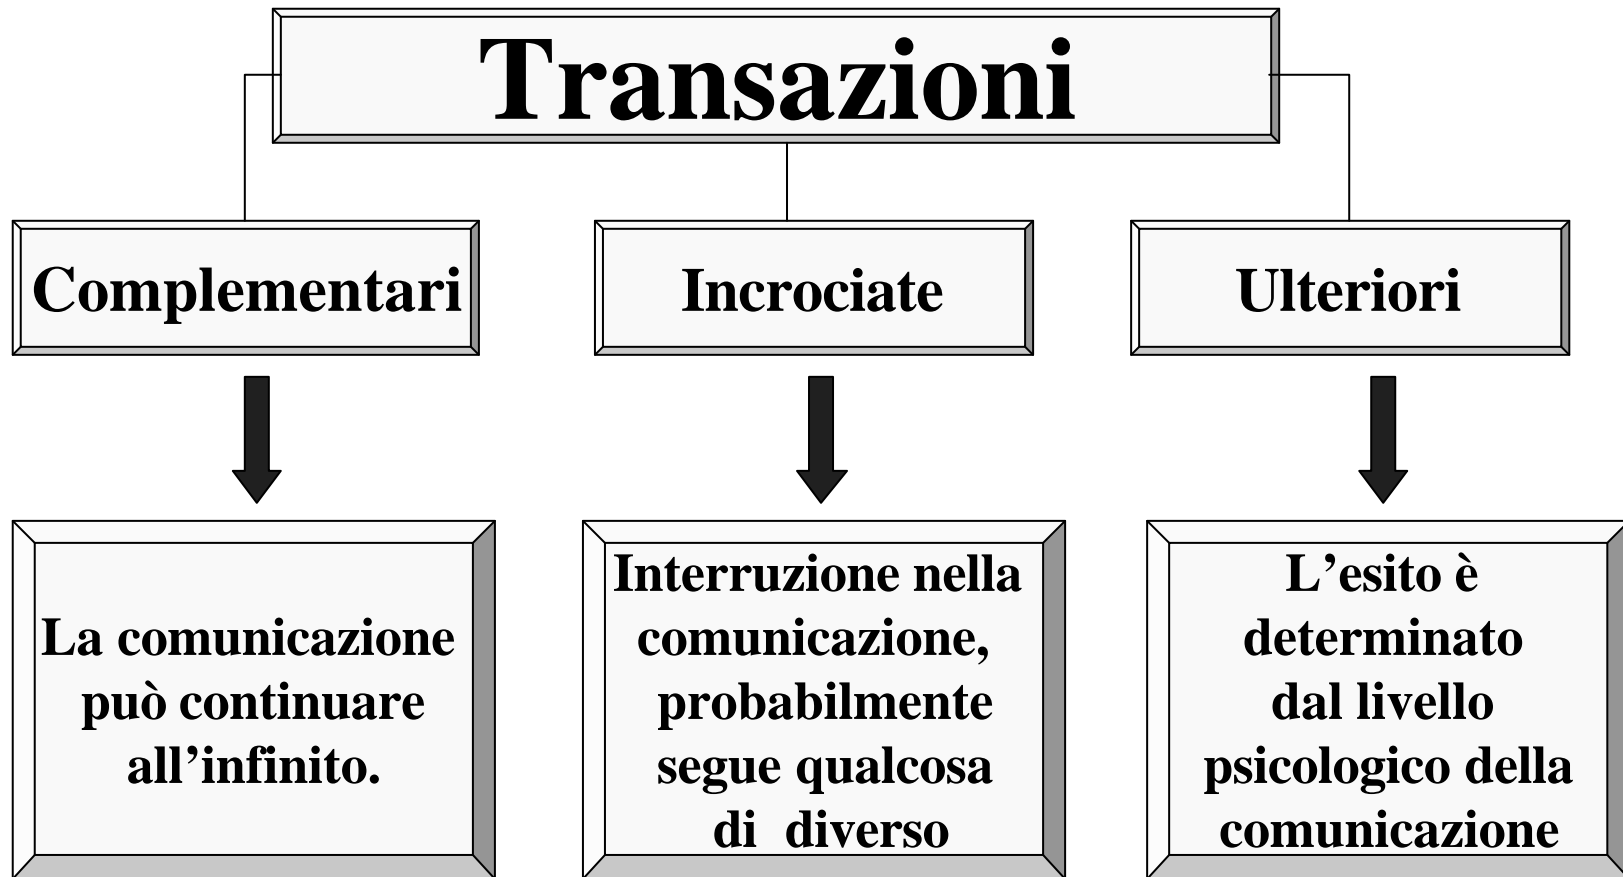 Transazioni
Complementari
Incrociate
Ulteriori
La comunicazione
può continuare
all’infinito.
Interruzione nella
comunicazione,
probabilmente
segue qualcosa
di diverso
L’esito è
determinato
dal livello
psicologico della
comunicazione